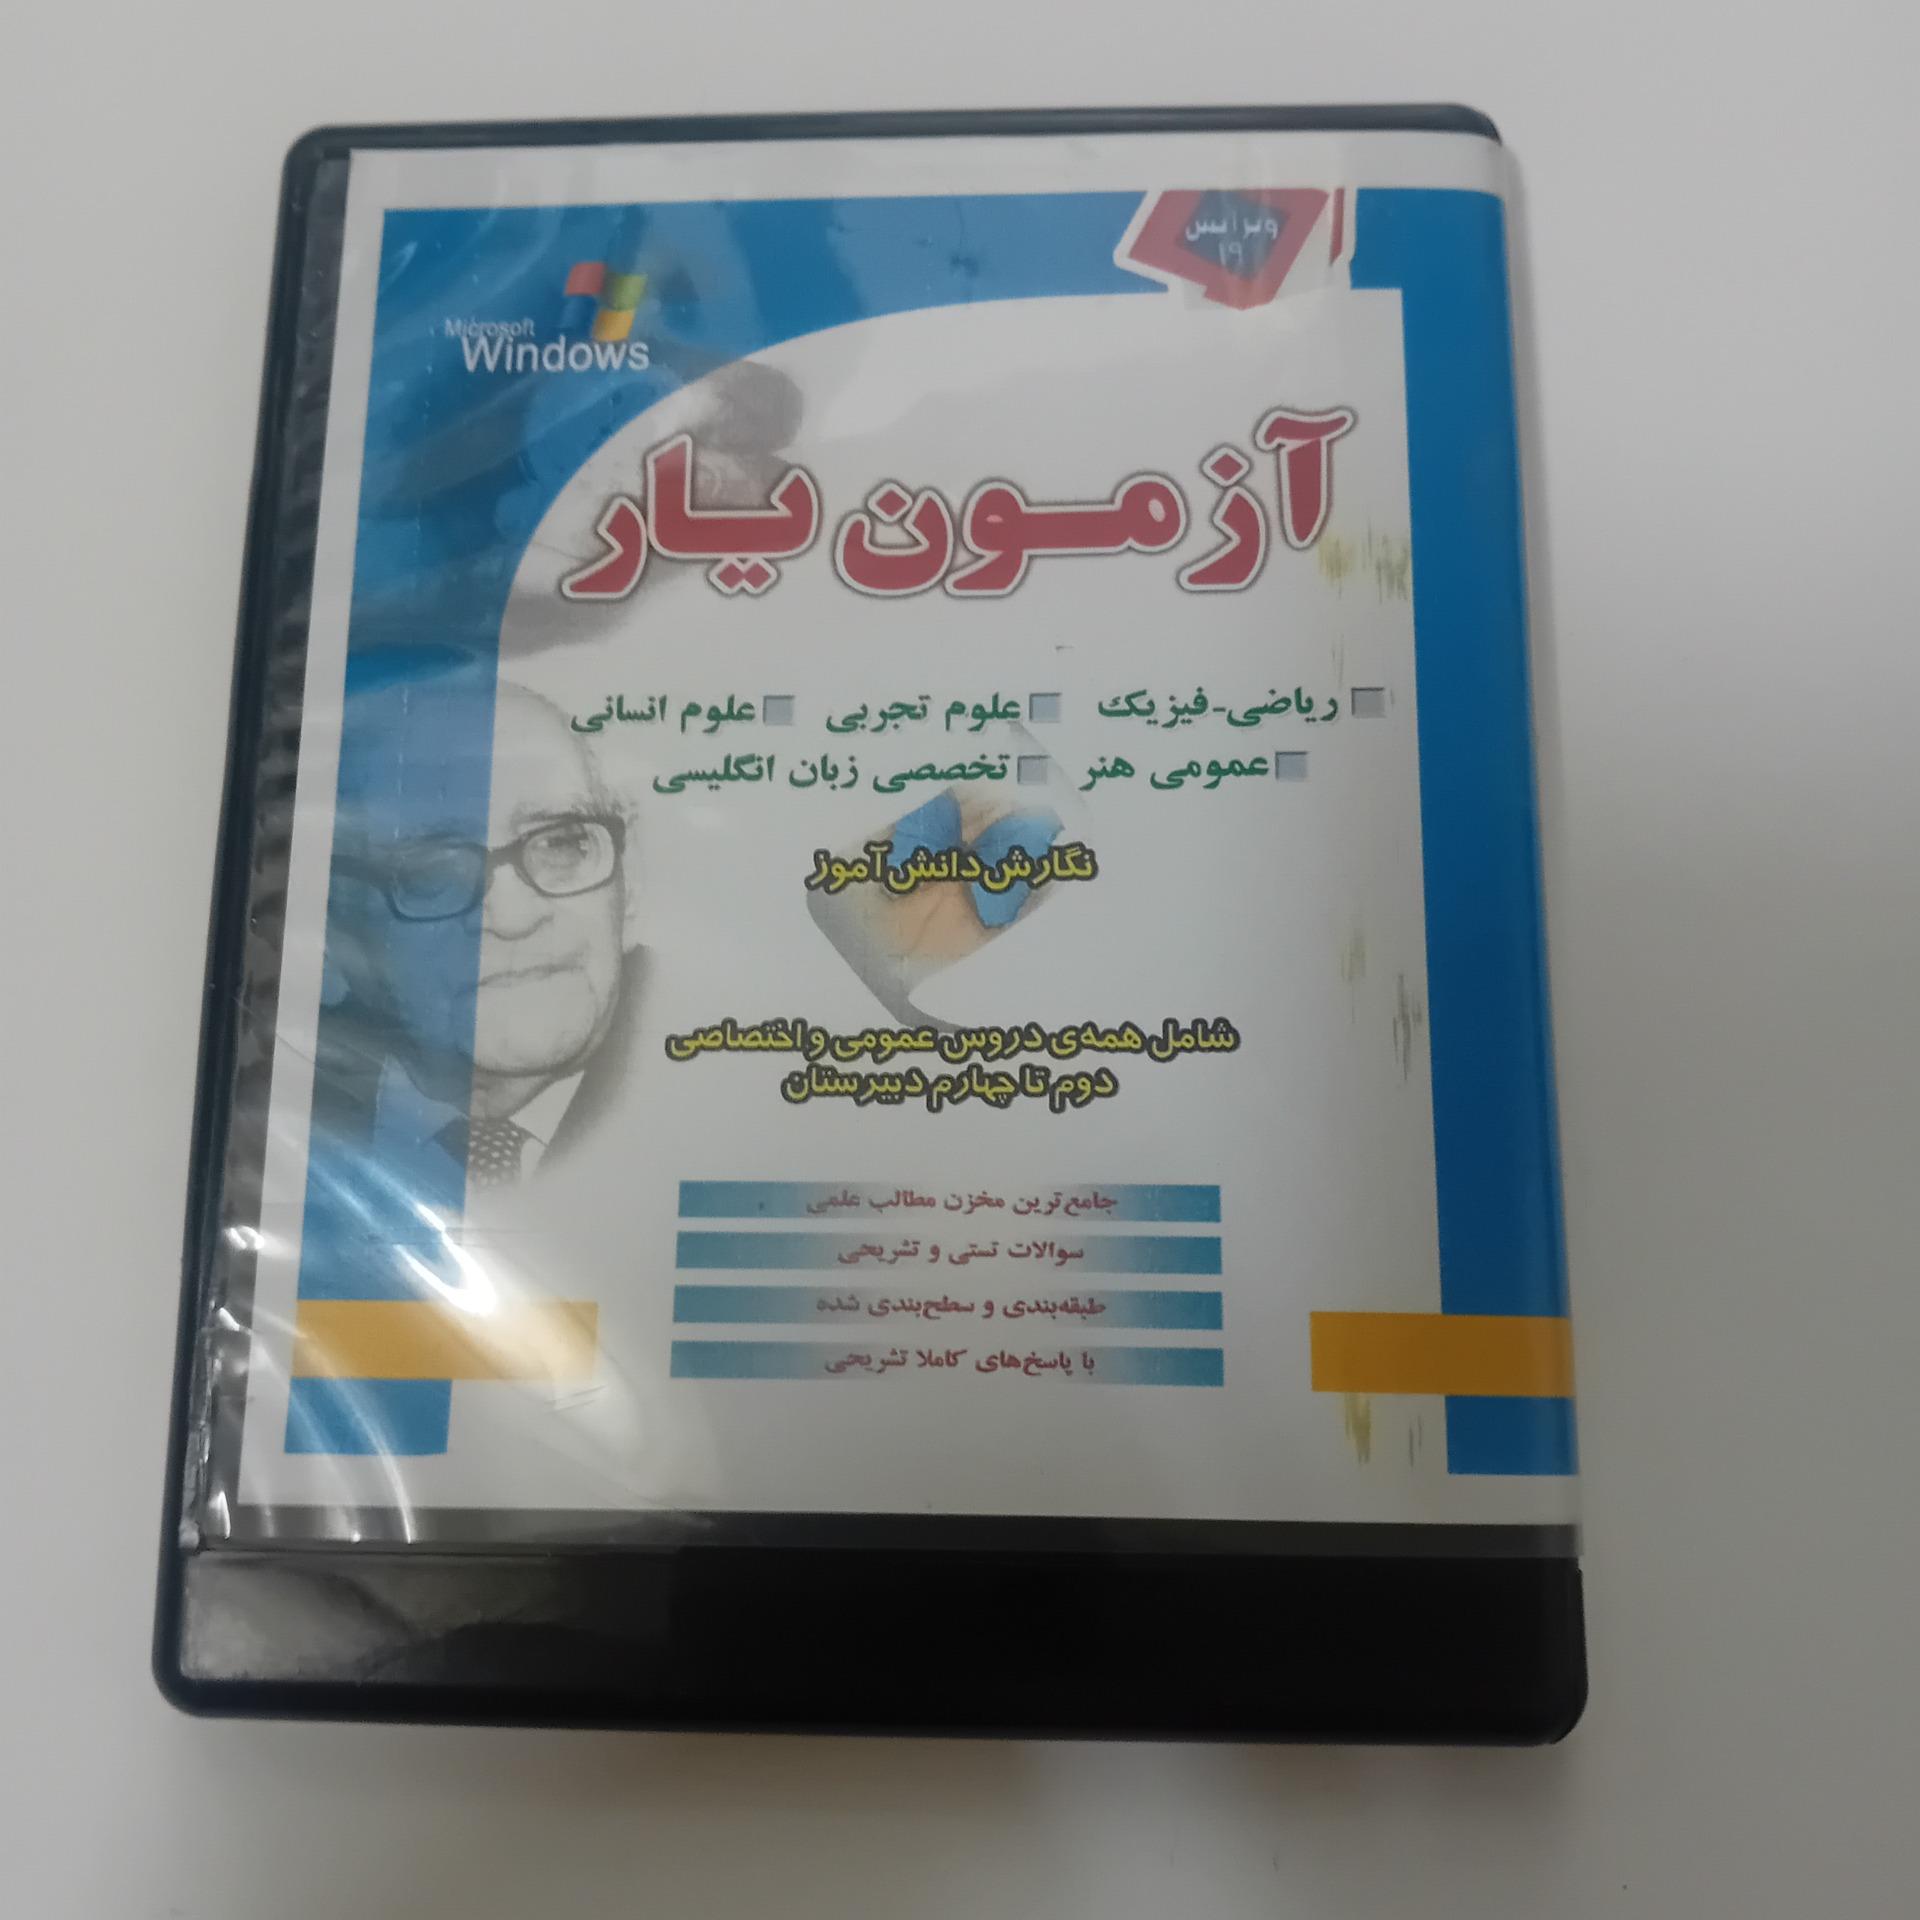 ویرایش
۱۹
Microsoft
Windows
آزمون یار
ریاضی-فیزیک علوم تجربی علوم انسانی
عمومی هنر تخصصی زبان انگلیسی
نگارش دانش آموز
شامل همه‌ی دروس عمومی و اختصاصی
دوم تا چهارم دبیرستان
جامع‌ترین مخزن مطالب علمی
سوالات تستی و تشریحی
طبقه‌بندی و سطح‌بندی شده
با پاسخ‌های کاملا تشریحی